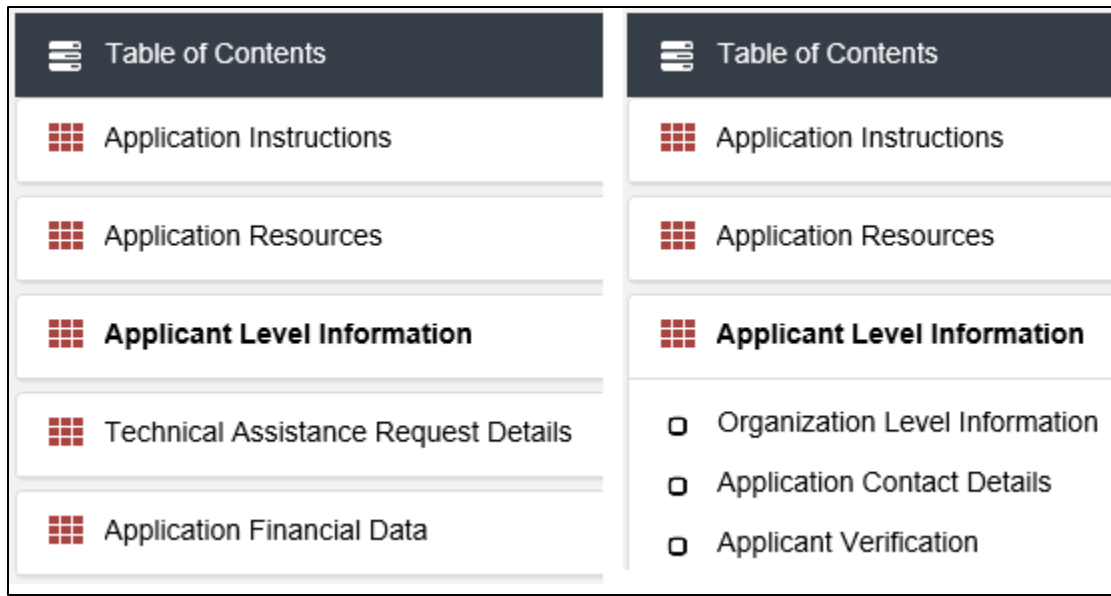 Table of Contents
Application Instructions
Application Resources
Applicant Level Information
Technical Assistance Request Details
Application Financial Data
Table of Contents
Application Instructions
Application Resources
Applicant Level Information
Organization Level Information
Application Contact Details
Applicant Verification